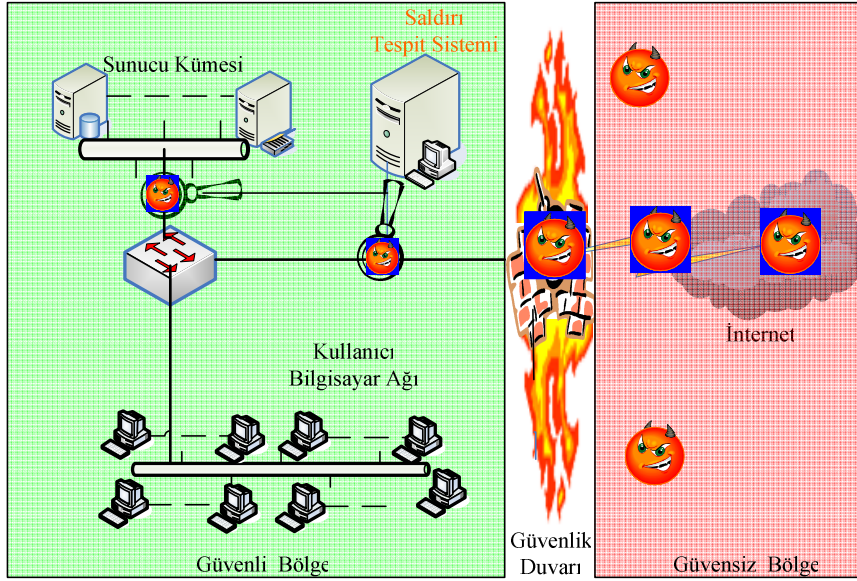 Saldırı
Tespit Sistemi
Sunucu Kümesi
İnternet
Kullanıcı
Bilgisayar Ağı
Güvenli Bölge
Güvenlik
Duvarı
Güvensiz Bölge